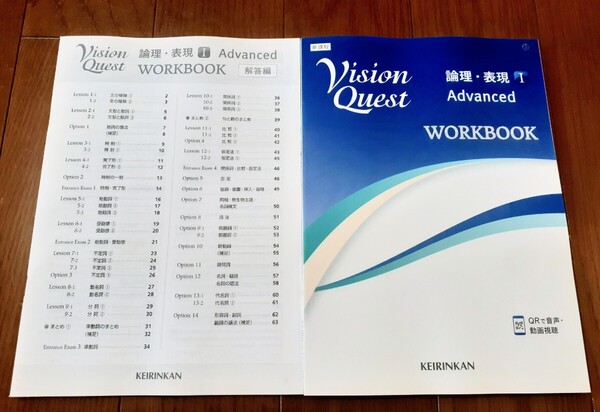 Vision Quest
論理・表現 I Advanced
WORKBOOK 解答編
Lesson 1-1 文の種類 ① 2
1-2 文の種類 ② 3
Lesson 2-1 文型と動詞 ① 5
2-2 文型と動詞 ② 6
Option 1 7
(補足) 8
Lesson 3-1 時制 ① 9
3-2 時制 ② 10
Lesson 4-1 完了形 ① 11
4-2 完了形 ② 12
Option 2 時制の一致 13
Entrance Exam 1 時制・完了形 14
Lesson 5-1 助動詞 ① 16
5-2 助動詞 ② 17
5-3 助動詞 ③ 18
Lesson 6-1 受動態 ① 19
6-2 受動態 ② 20
Entrance Exam 2 助動詞・受動態 21
Lesson 7-1 不定詞 ① 23
7-2 不定詞 ② 24
7-3 不定詞 ③ 25
Option 3 不定詞 26
Lesson 8-1 動名詞 ① 27
8-2 動名詞 ② 28
Lesson 9-1 分詞 ① 29
9-2 分詞 ② 30
まとめ ① 準動詞のまとめ 31
(補足) 32
Entrance Exam 3 準動詞 34
Lesson 10-1 関係詞 ① 36
10-2 関係詞 ② 37
10-3 関係詞 ③ 38
まとめ ② 39
Lesson 11-1 比較 ① 40
11-2 比較 ② 41
Option 4 比較 42
Lesson 12-1 仮定法 ① 43
12-2 仮定法 ② 45
Entrance Exam 4 関係詞・比較・仮定法 46
Option 5 否定 48
Option 6 倒置・省略・挿入・強調 49
Option 7 同格・無生物主語・
名詞構文 50
Option 8 話法 51
Option 9-1 前置詞 ① 52
9-2 前置詞 ② 53
Option 10 接続詞 54
(補足) 55
Option 11 疑問詞 56
Option 12 名詞・冠詞 57
名詞の語法 58
Option 13-1 代名詞 ① 60
13-2 代名詞 ② 61
Option 14 形容詞・副詞 62
副詞の語法 (補足) 63
KEIRINKAN
新課程
Vision Quest
論理・表現 I
Advanced
WORKBOOK
QRで音声・
動画視聴
KEIRINKAN